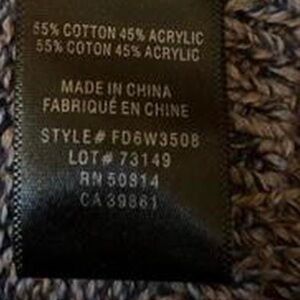 55% COTTON 45% ACRYLIC
55% COTON 45% ACRYLIC
MADE IN CHINA
FABRIQUÉ EN CHINE
STYLE# FD6W3508
LOT# 73149
RN 50814
CA 39861